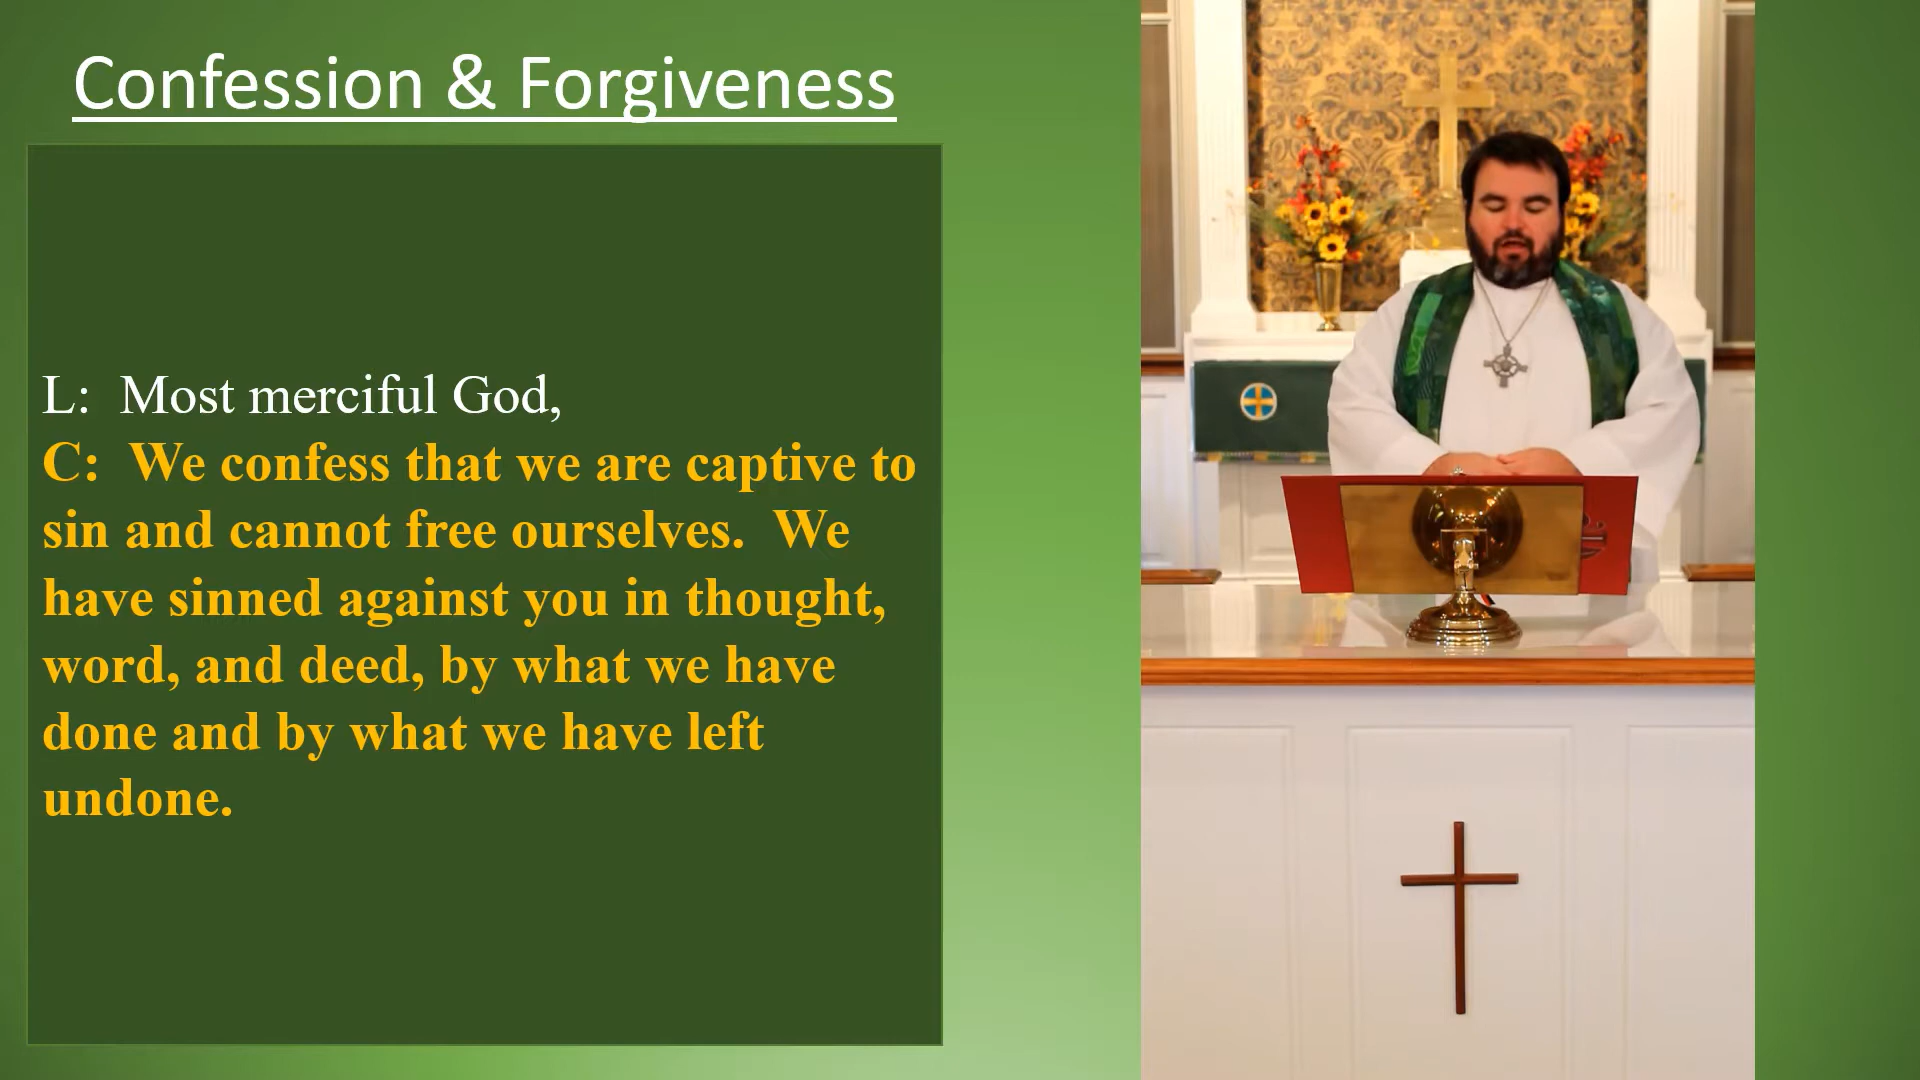 Confession & Forgiveness
L:  Most merciful God,
C:  We confess that we are captive to
sin and cannot free ourselves.  We
have sinned against you in thought,
word, and deed, by what we have
done and by what we have left
undone.